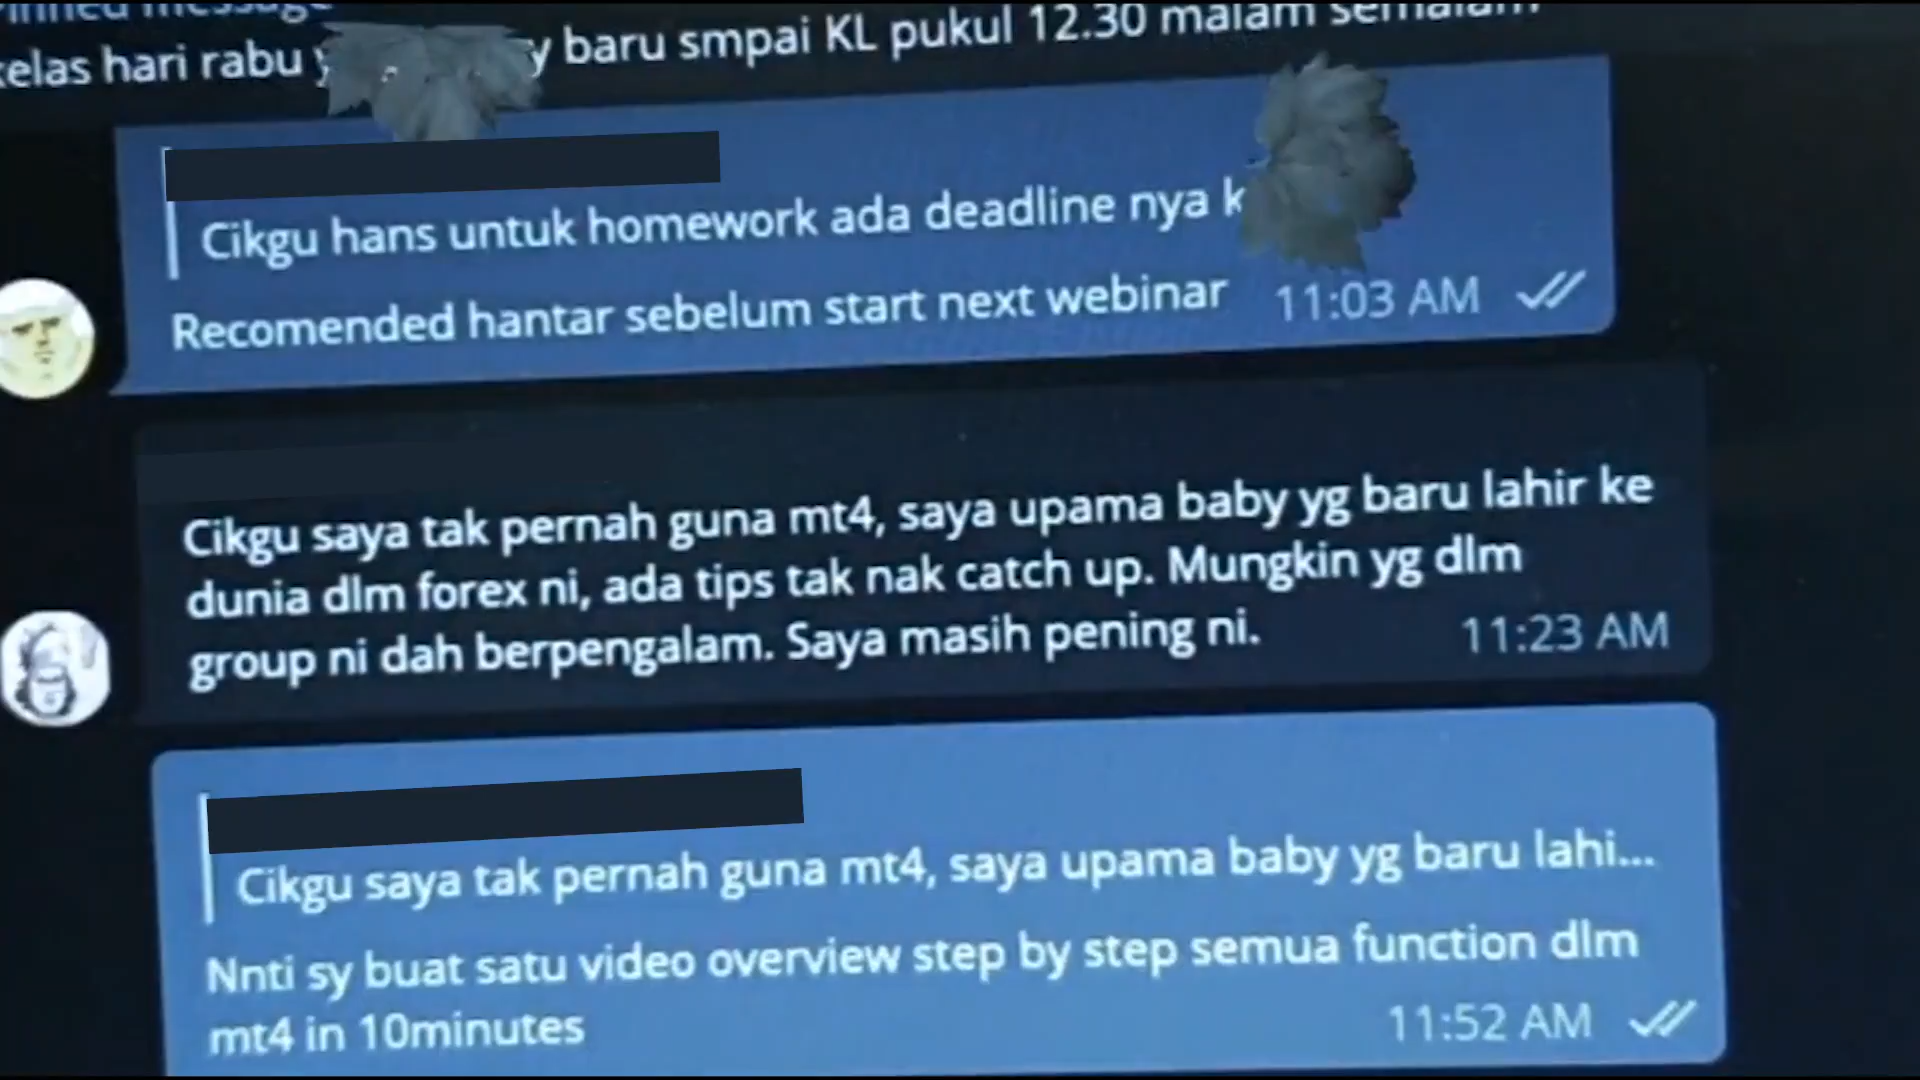 hari rabu
baru smpai KL pukul 12.30 malam semalam
Cikgu hans untuk homework ada deadline nya
Recomended hantar sebelum start next webinar
11:03 AM
Cikgu saya tak pernah guna mt4, saya upama baby yg baru lahir ke
dunia dlm forex ni, ada tips tak nak catch up. Mungkin yg dlm
group ni dah berpengalam. Saya masih pening ni.
11:23 AM
Cikgu saya tak pernah guna mt4, saya upama baby yg baru lahi...
Nnti sy buat satu video overview step by step semua function dlm
mt4 in 10minutes
11:52 AM